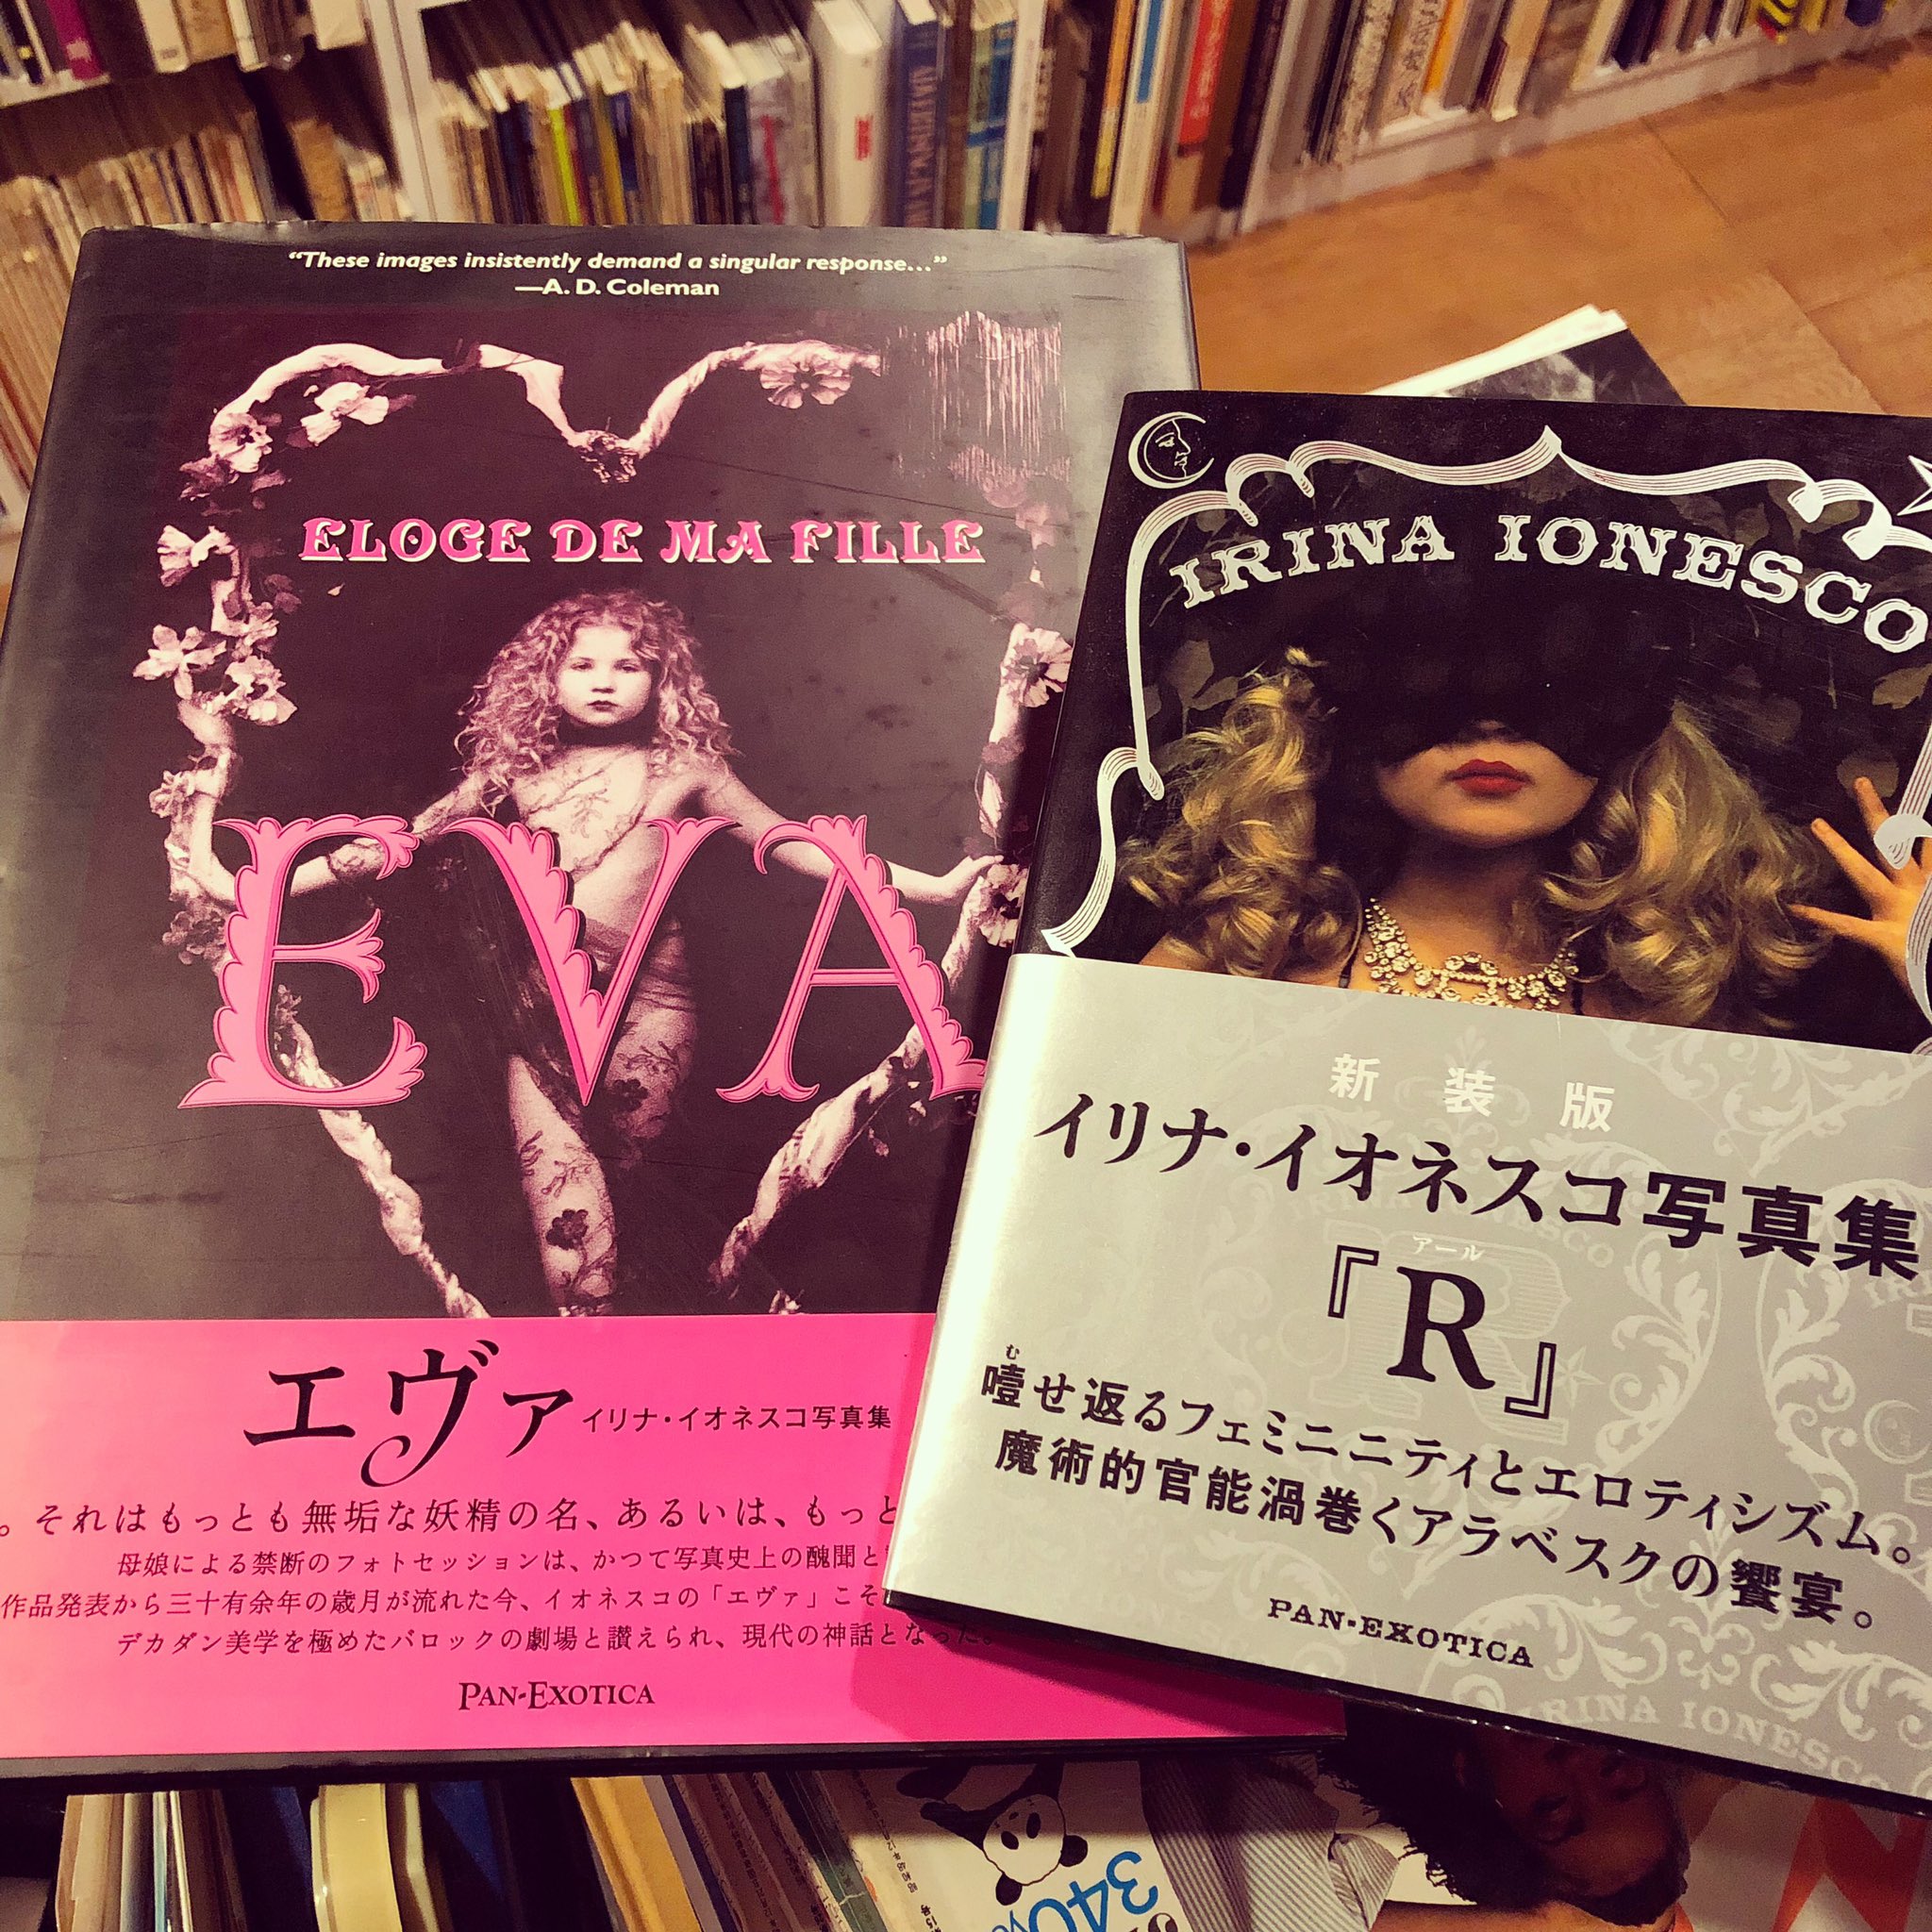 “These images insistently demand a singular response...”
—A. D. Coleman
ELOGE DE MA FILLE
EVA
エヴァ イリナ・イオネスコ写真集
。それはもっとも無垢な妖精の名、あるいは、もっと
母娘による禁断のフォトセッションは、かつて写真史上の醜聞と
作品発表から三十有余年の歳月が流れた今、イオネスコの「エヴァ」こそ
デカダン美学を極めたバロックの劇場と讃えられ、現代の神話となった。
PAN-EXOTICA
IRINA IONESCO
新装版
イリナ・イオネスコ写真集
アール
『R』
む
噎せ返るフェミニニティとエロティシズム。
魔術的官能渦巻くアラベスクの饗宴。
PAN-EXOTICA
IRINA IONESCO
340%